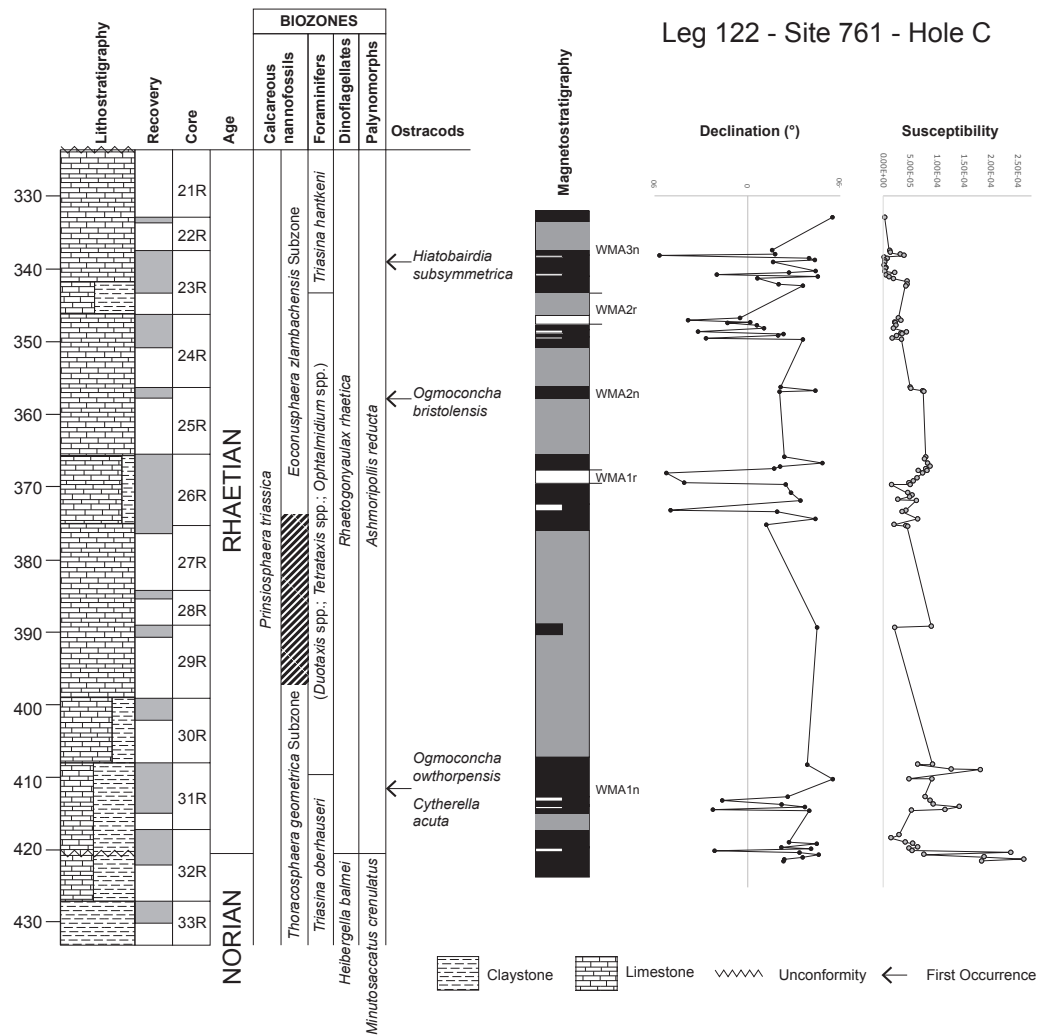 Leg 122 - Site 761 - Hole C
BIOZONES
Lithostratigraphy
Recovery
Core
Age
Calcareous
nannofossils
Foraminifers
Dinoflagellates
Palynomorphs
Ostracods
Magnetostratigraphy
Declination (°)
Susceptibility
90
0
90
0.00E+00
5.00E-05
1.00E-04
1.50E-04
2.00E-04
2.50E-04
330
340
350
360
370
380
390
400
410
420
430
21R
22R
23R
24R
25R
26R
27R
28R
29R
30R
31R
32R
33R
RHAETIAN
NORIAN
Prinsiosphaera triassica
Eoconusphaera zlambachensis Subzone
Thoracosphaera geometrica Subzone
Triasina hantkeni
(Duotaxis spp.; Tetrataxis spp.; Ophtalmidium spp.)
Triasina oberhauseri
Rhaetogonyaulax rhaetica
Heibergella balmei
Ashmoripollis reducta
Minutosaccatus crenulatus
Hiatobairdia
subsymmetrica
Ogmoconcha
bristolensis
Ogmoconcha
owthorpensis
Cytherella
acuta
WMA3n
WMA2r
WMA2n
WMA1r
WMA1n
Claystone
Limestone
Unconformity
First Occurrence